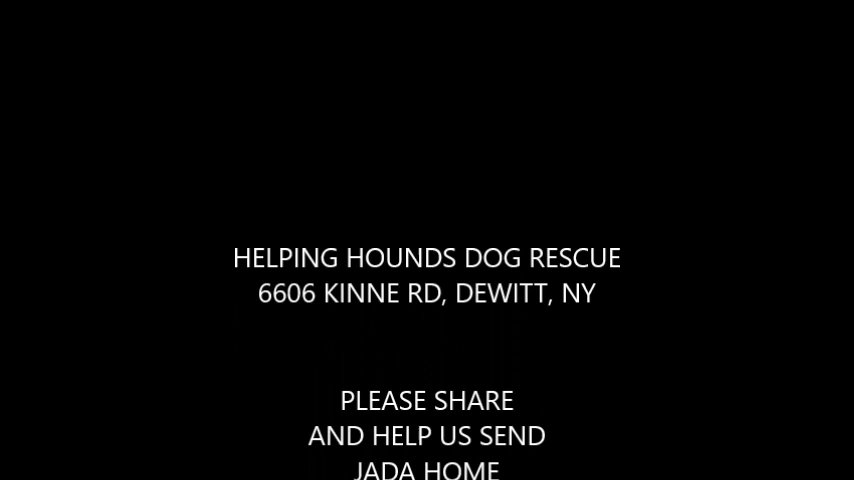 HELPING HOUNDS DOG RESCUE
6606 KINNE RD, DEWITT, NY
PLEASE SHARE
AND HELP US SEND
JADA HOME